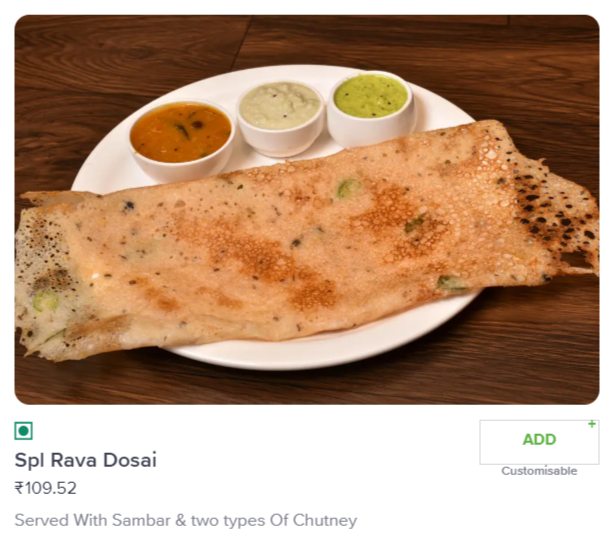 Spl Rava Dosai
₹109.52
Served With Sambar & two types Of Chutney
ADD
+
Customisable